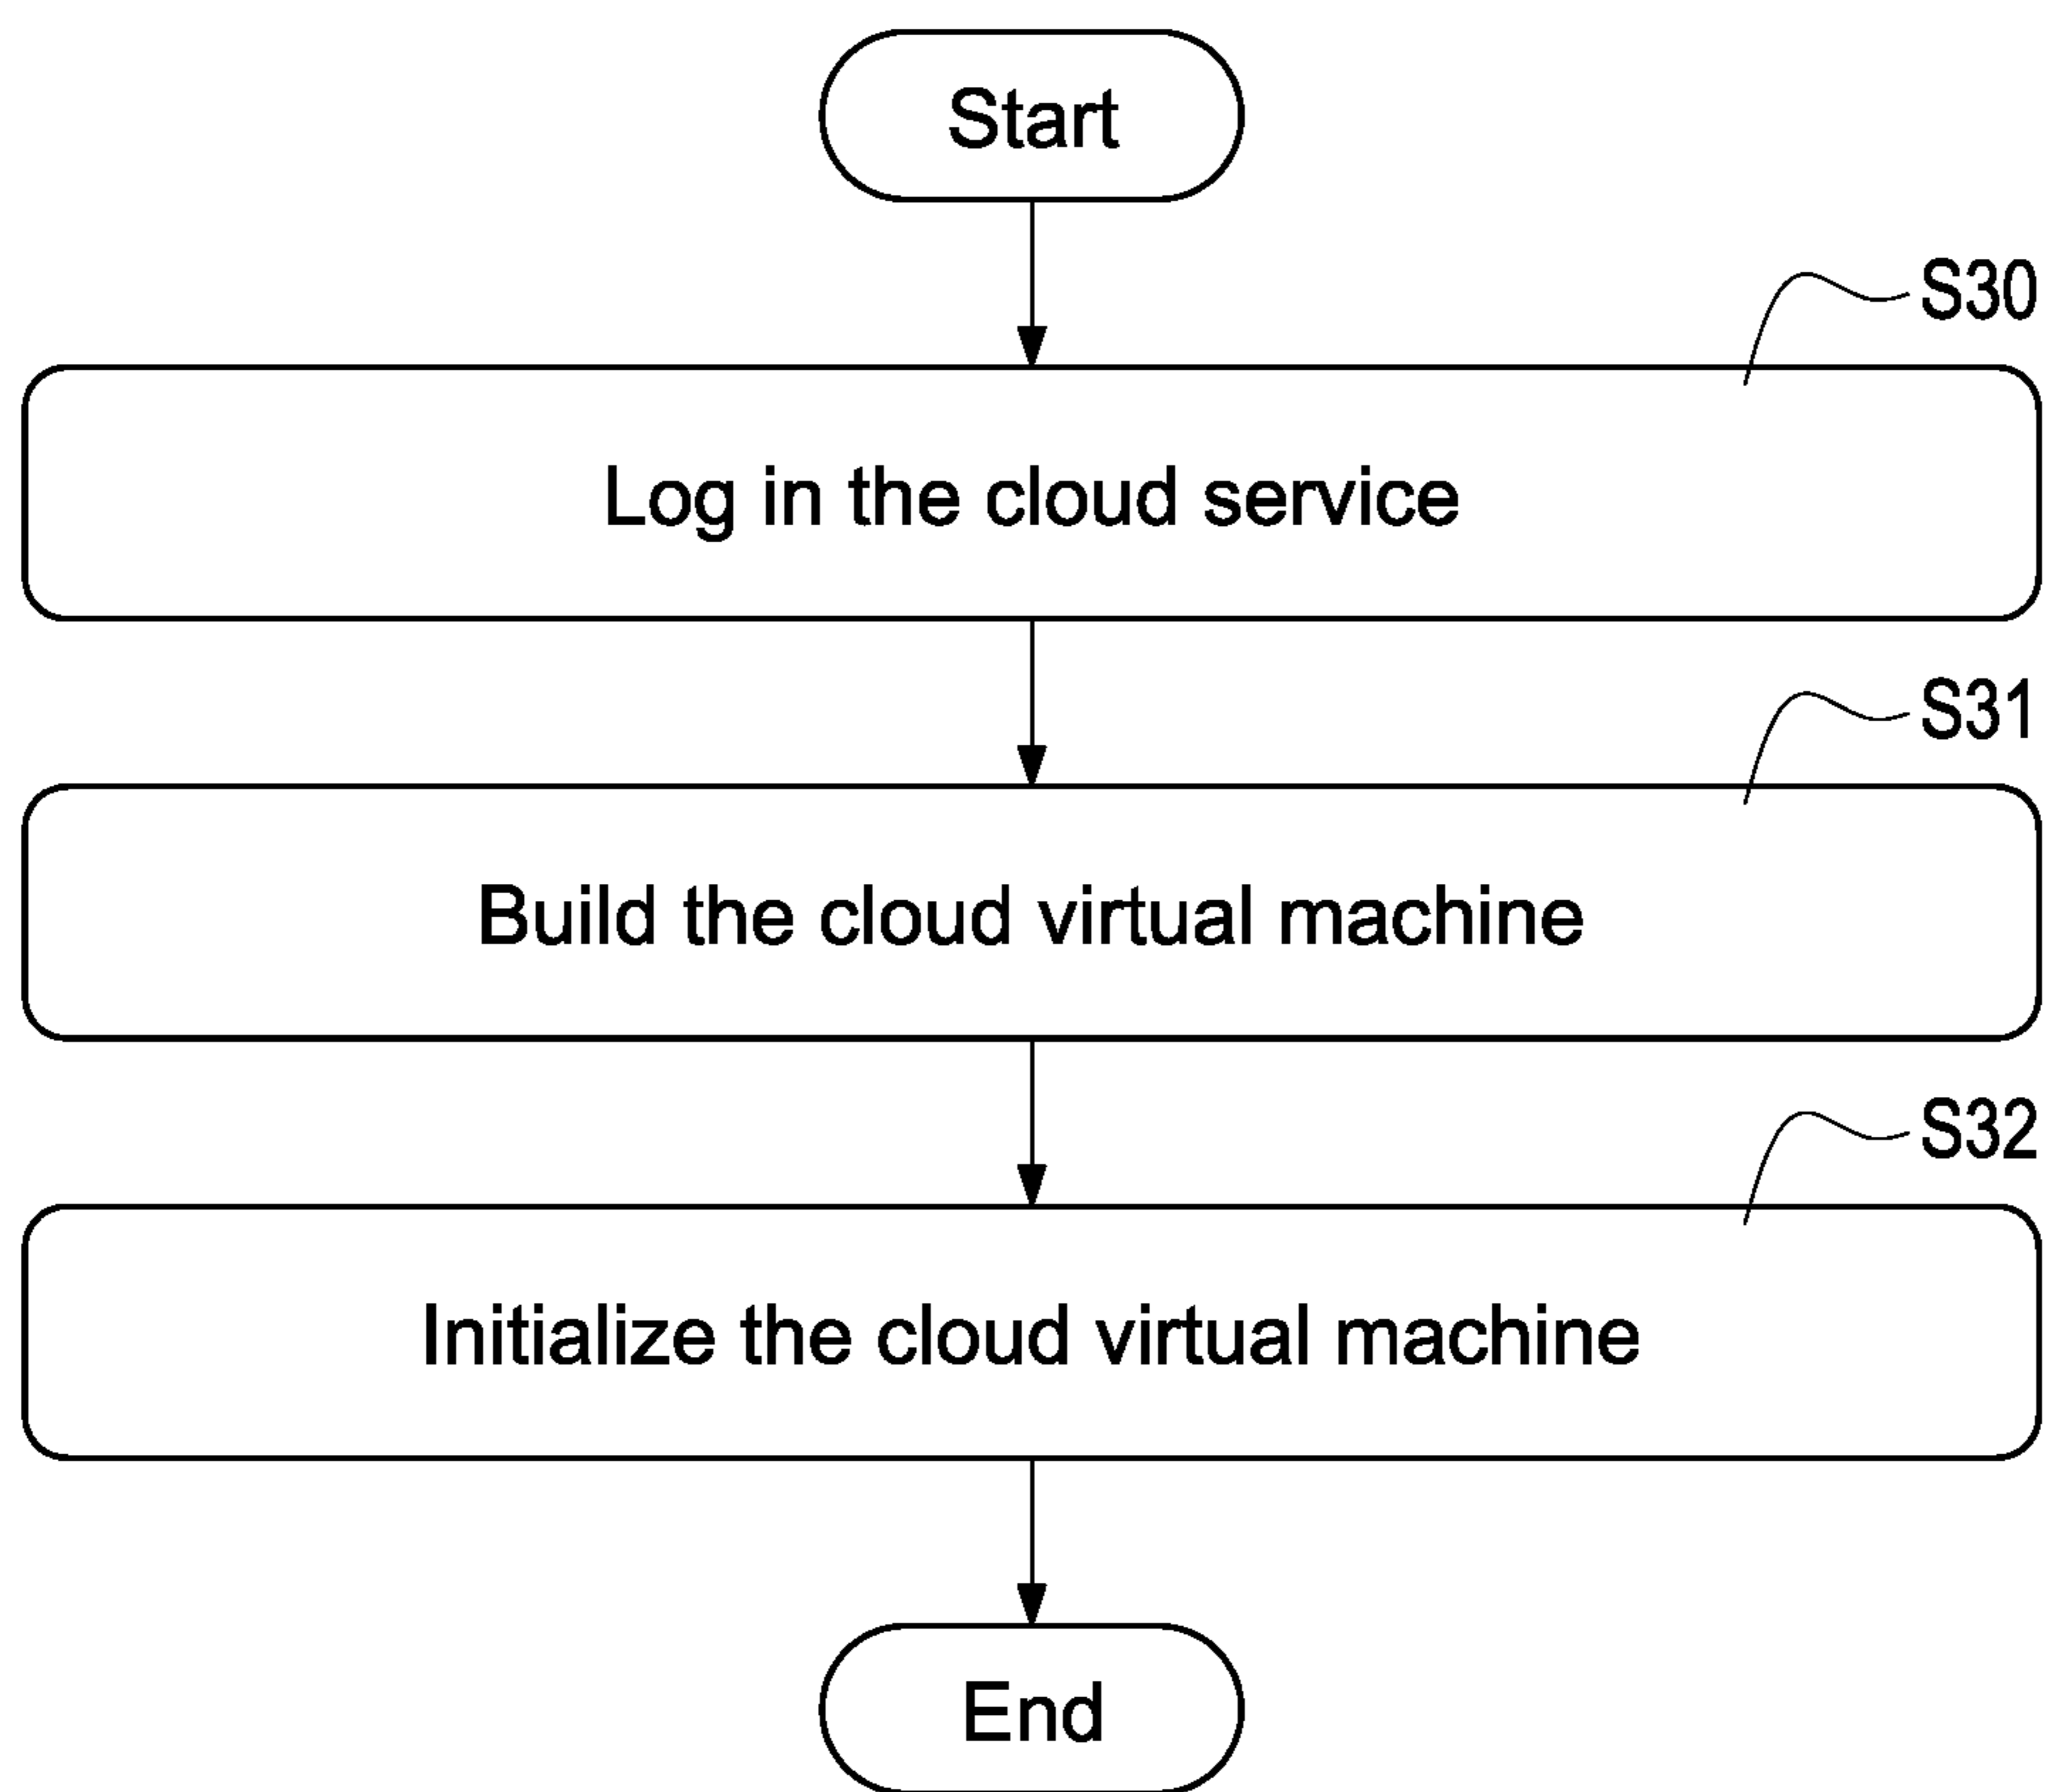 Start
S30
Log in the cloud service
S31
Build the cloud virtual machine
S32
Initialize the cloud virtual machine
End